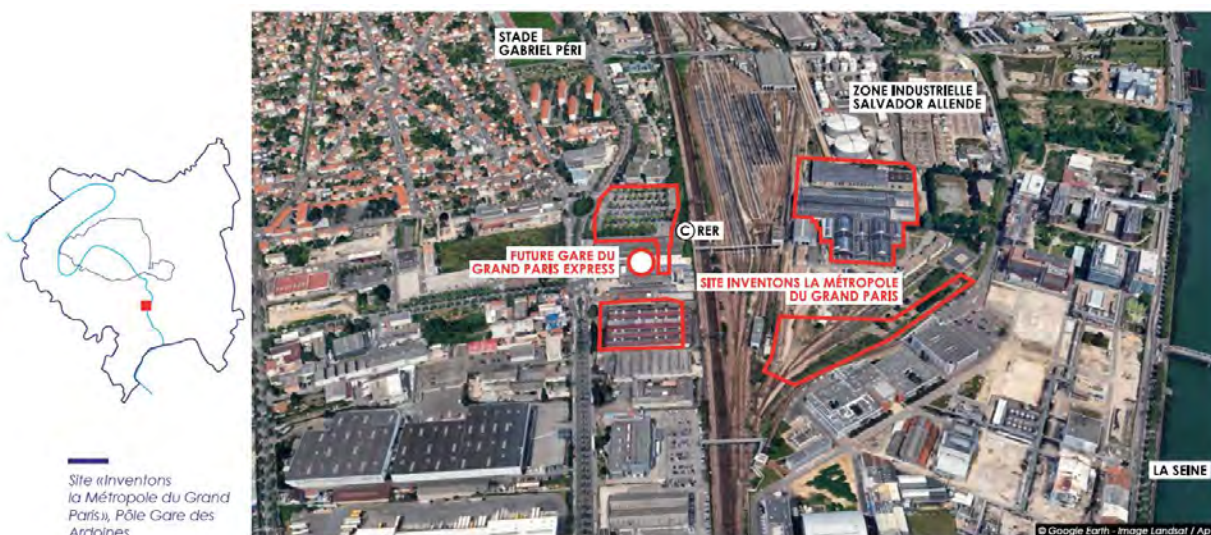 STADE
GABRIEL PÉRI
ZONE INDUSTRIELLE
SALVADOR ALLENDE
C RER
FUTURE GARE DU
GRAND PARIS EXPRESS
SITE INVENTONS LA MÉTROPOLE
DU GRAND PARIS
LA SEINE
Site «Inventons
la Métropole du Grand
Paris», Pôle Gare des
Ardoines
© Google Earth - Image Landsat /